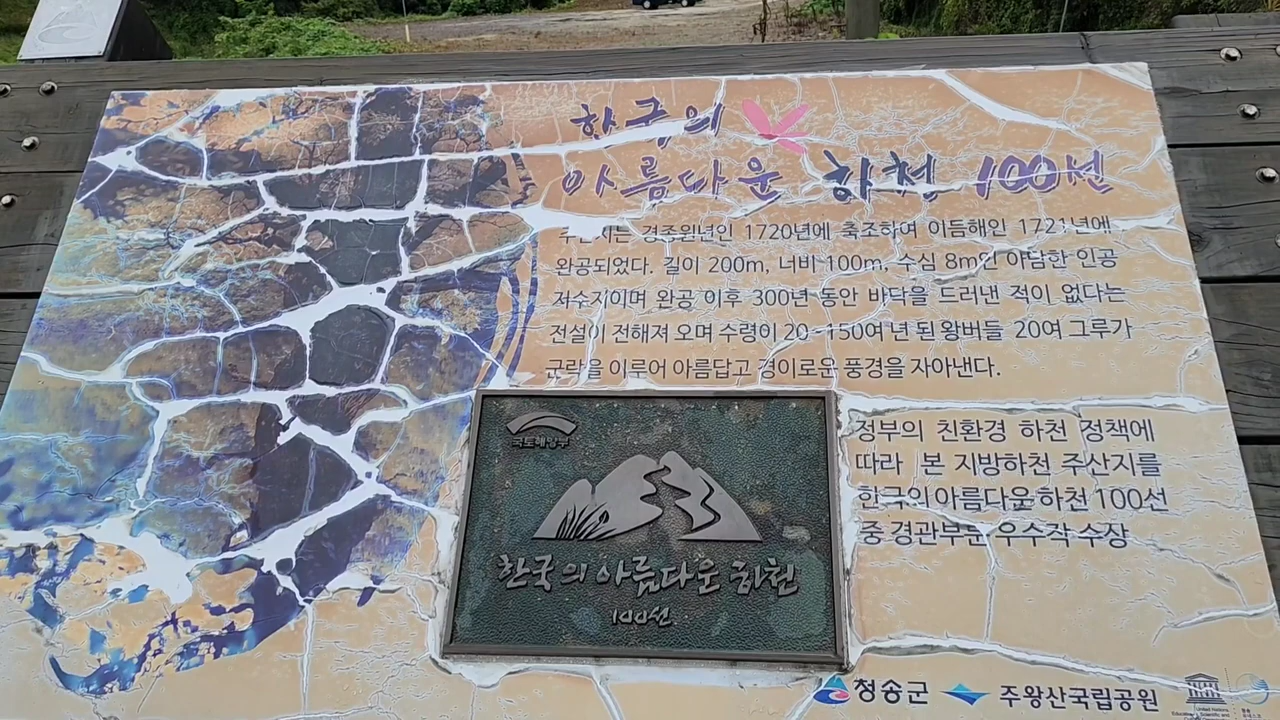 한국의
아름다운 하천 100선
주산지는 경종원년인 1720년에 축조하여 이듬해인 1721년에
완공되었다. 길이 200m, 너비 100m, 수심 8m인 아담한 인공
저수지이며 완공 이후 300년 동안 바닥을 드러낸 적이 없다는
전설이 전해져 오며 수령이 20~150여 년 된 왕버들 20여 그루가
군락을 이루어 아름답고 경이로운 풍경을 자아낸다.
정부의 친환경 하천 정책에
따라 본 지방하천 주산지를
한국의 아름다운 하천 100선
중 경관부문 우수작 수상
국토해양부
한국의 아름다운 하천
100선
청송군 주왕산국립공원
United Nations